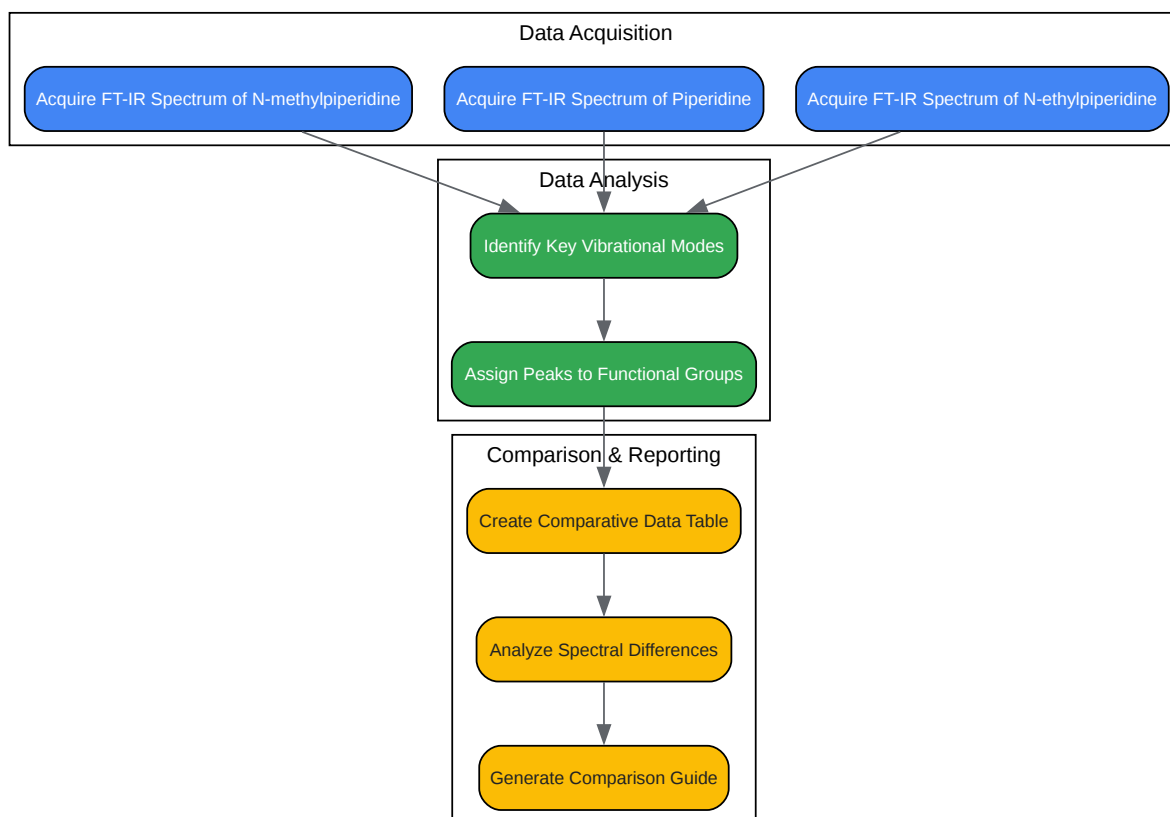 Data Acquisition
Acquire FT-IR Spectrum of N-methylpiperidine
Acquire FT-IR Spectrum of Piperidine
Acquire FT-IR Spectrum of N-ethylpiperidine
Data Analysis
Identify Key Vibrational Modes
Assign Peaks to Functional Groups
Comparison & Reporting
Create Comparative Data Table
Analyze Spectral Differences
Generate Comparison Guide